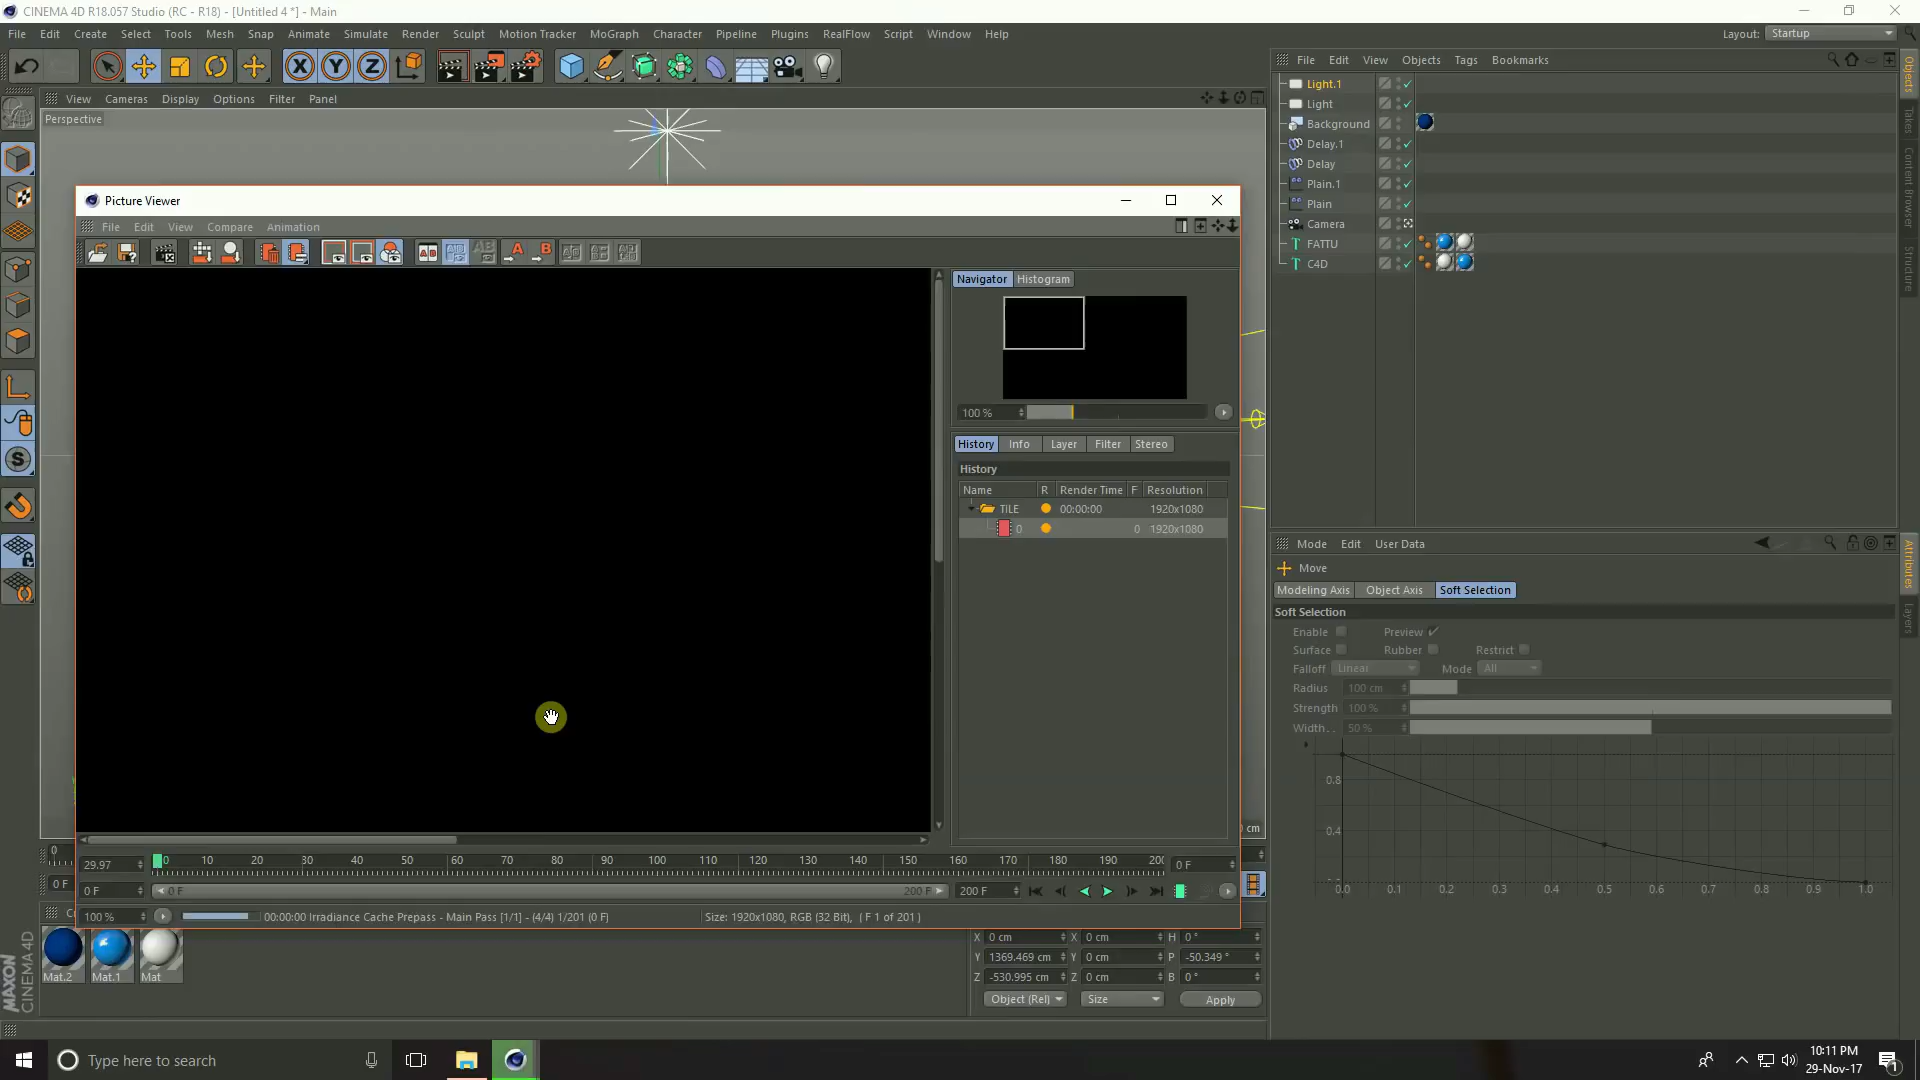 CINEMA 4D R18.057 Studio (RC - R18) - [Untitled 4 *] - Main
File Edit Create Select Tools Mesh Snap Animate Simulate Render Sculpt Motion Tracker MoGraph Character Pipeline Plugins RealFlow Script Window Help
Layout: Startup
View Cameras Display Options Filter Panel
Perspective
File Edit View Objects Tags Bookmarks
Light.1
Light
Background
Delay.1
Delay
Plain.1
Plain
Camera
FATTU
C4D
Objects
Takes
Content Browser
Structure
Picture Viewer
File Edit View Compare Animation
Navigator Histogram
100 %
History Info Layer Filter Stereo
History
Name R Render Time F Resolution
TILE 00:00:00 1920x1080
0 0 1920x1080
29.97 0 10 20 30 40 50 60 70 80 90 100 110 120 130 140 150 160 170 180 190 200 0 F
0 F 0 F 200 F 200 F
100 % 00:00:00 Irradiance Cache Prepass - Main Pass [1/1] - (4/4) 1/201 (0 F) Size: 1920x1080, RGB (32 Bit), ( F 1 of 201 )
Mode Edit User Data
Move
Modeling Axis Object Axis Soft Selection
Soft Selection
Enable Preview
Surface Rubber Restrict
Falloff Linear Mode All
Radius 100 cm
Strength 100 %
Width.. 50 %
0.8
0.4
0.0 0.1 0.2 0.3 0.4 0.5 0.6 0.7 0.8 0.9 1.0
Attributes
Layers
0
0 F
cm
Mat.2 Mat.1 Mat
MAXON
CINEMA 4D
X 0 cm X 0 cm H 0 °
Y 1369.469 cm Y 0 cm P -50.349 °
Z -530.995 cm Z 0 cm B 0 °
Object (Rel) Size Apply
Type here to search
10:11 PM
29-Nov-17
1